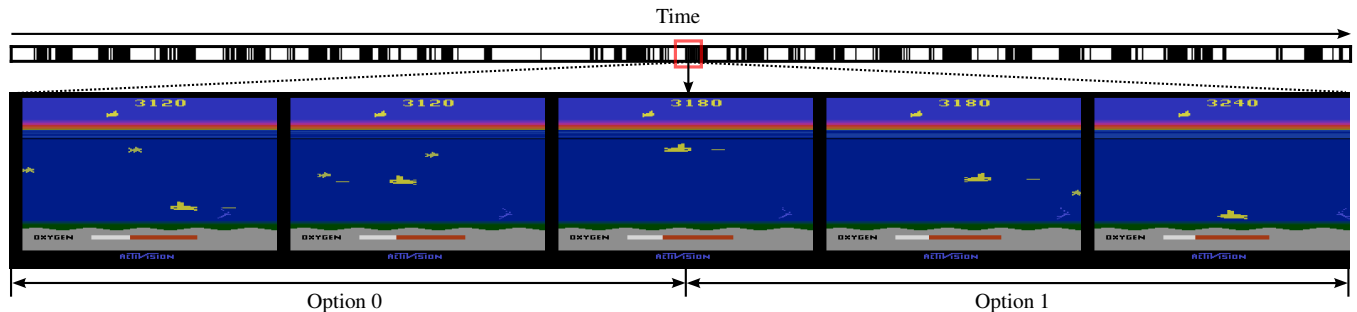 Time
3120 3120 3180 3180 3240
OXYGEN OXYGEN OXYGEN OXYGEN OXYGEN
ACTIVISION ACTIVISION ACTIVISION ACTIVISION ACTIVISION
Option 0 Option 1